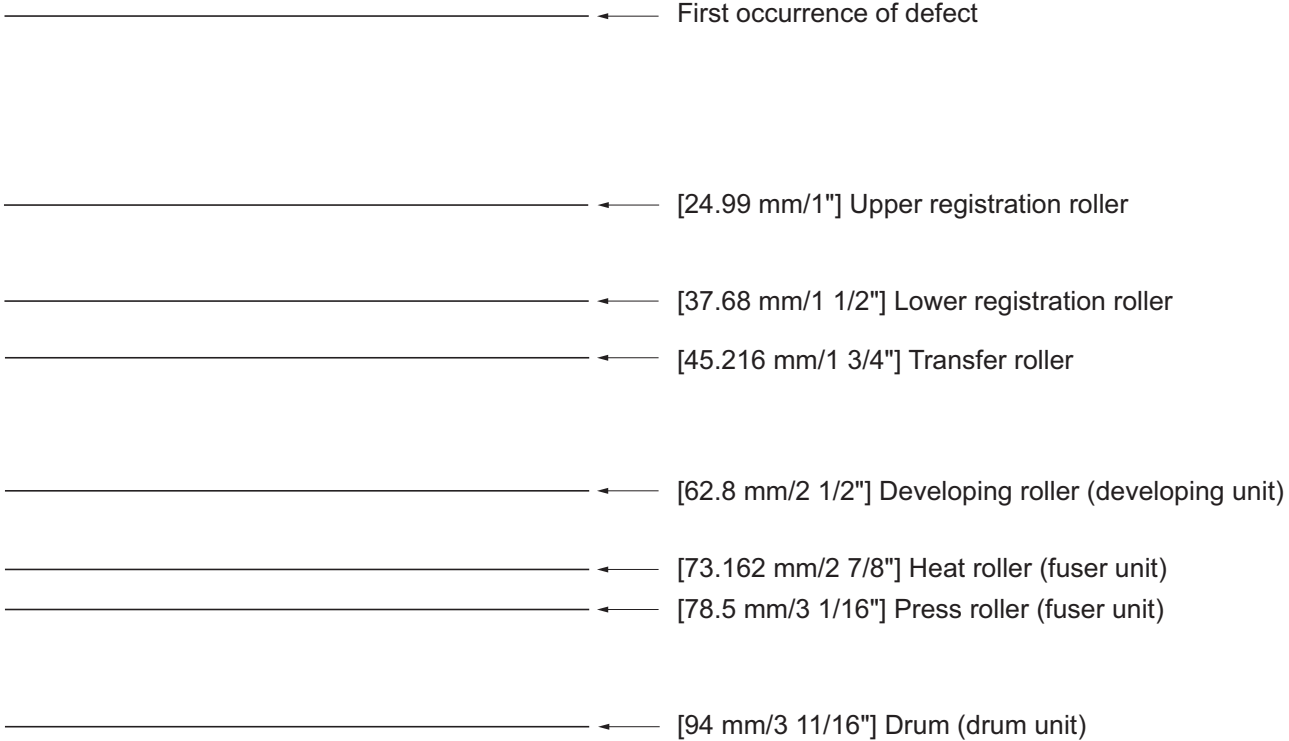 First occurrence of defect
[24.99 mm/1"] Upper registration roller
[37.68 mm/1 1/2"] Lower registration roller
[45.216 mm/1 3/4"] Transfer roller
[62.8 mm/2 1/2"] Developing roller (developing unit)
[73.162 mm/2 7/8"] Heat roller (fuser unit)
[78.5 mm/3 1/16"] Press roller (fuser unit)
[94 mm/3 11/16"] Drum (drum unit)